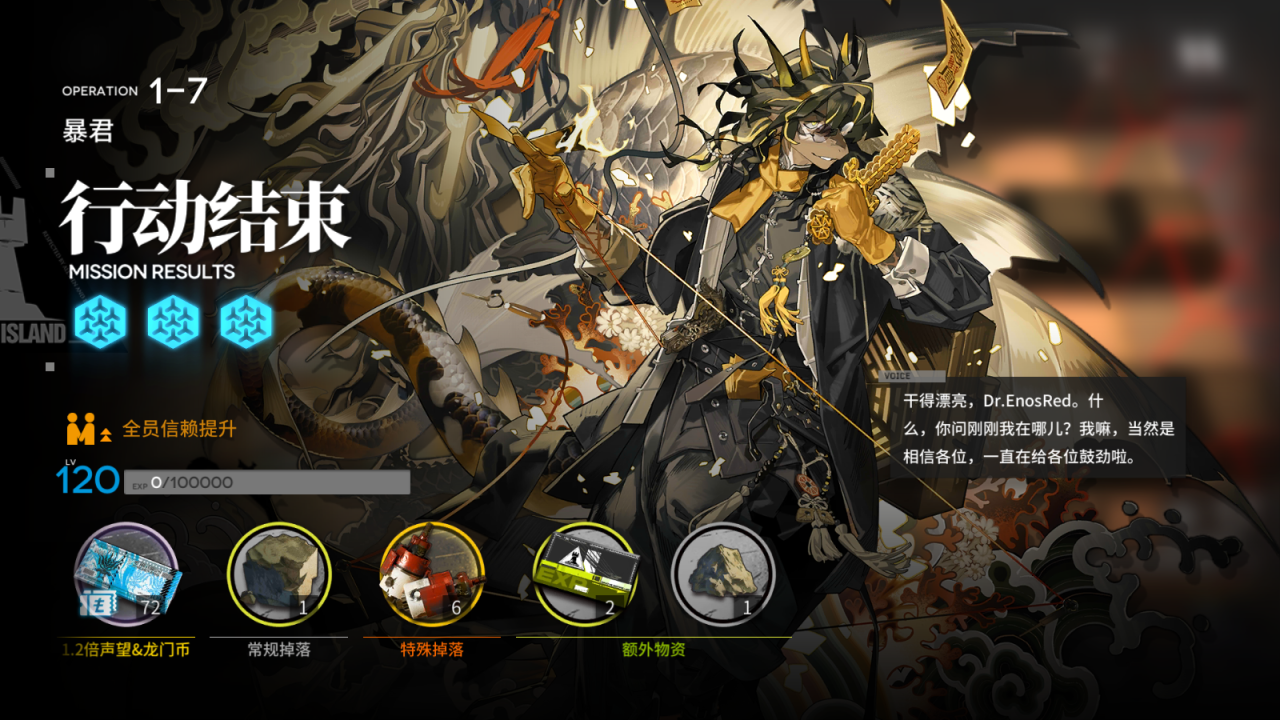 OPERATION 1-7
暴君
行动结束
MISSION RESULTS
ISLAND
全员信赖提升
LV
120
EXP 0/100000
VOICE
干得漂亮，Dr.EnosRed。什
么，你问刚刚我在哪儿？我嘛，当然是
相信各位，一直在给各位鼓劲啦。
72
1
6
EXP
2
1
1.2倍声望&龙门币
常规掉落
特殊掉落
额外物资